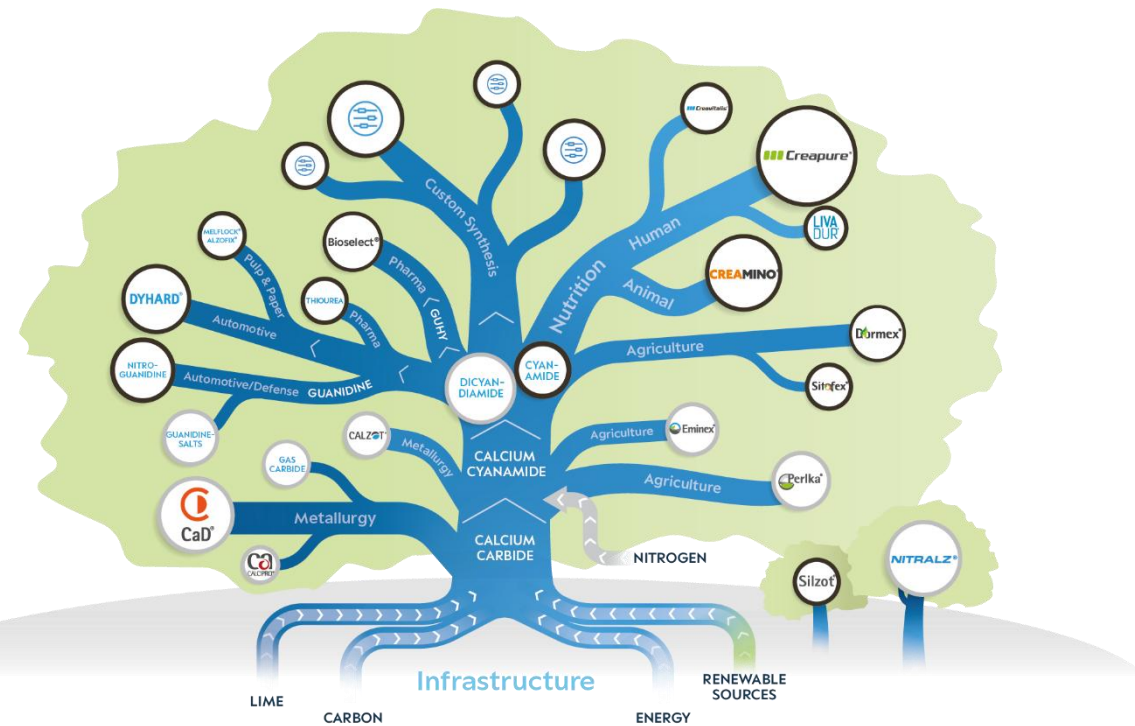 Creavitalis®
Creapure®
Custom Synthesis
Human
LIVA
DUR®
MELFLOCK®
ALZOFIX®
Bioselect®
Nutrition
CREAMINO®
Pulp & Paper
Pharma
Animal
DYHARD®
THIOUREA
GUHY
Dormex®
Automotive
Pharma
Agriculture
NITRO-
GUANIDINE
Automotive/Defense
GUANIDINE
DICYAN-
DIAMIDE
CYAN-
AMIDE
Sitofex®
GUANIDINE-
SALTS
CALZOT®
Metallurgy
Agriculture
Eminex®
GAS
CARBIDE
CALCIUM
CYANAMIDE
Agriculture
Perlka®
CaD®
Metallurgy
CALCIUM
CARBIDE
NITROGEN
ca
CALCIPRO®
Silzot®
NITRALZ®
Infrastructure
LIME
CARBON
ENERGY
RENEWABLE
SOURCES